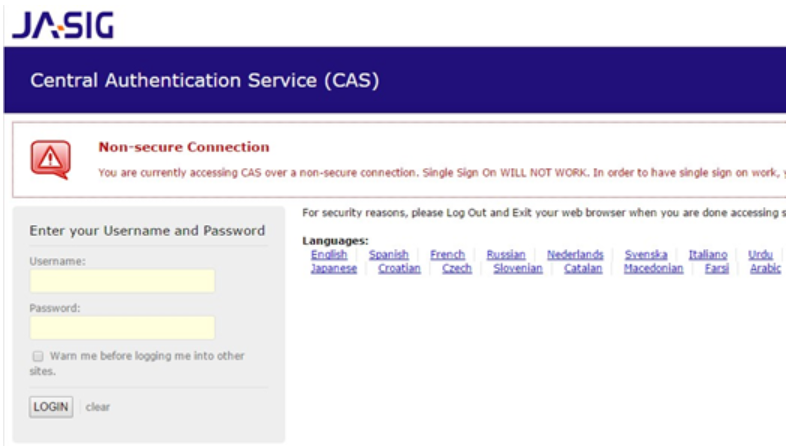 JASIG
Central Authentication Service (CAS)
Non-secure Connection
You are currently accessing CAS over a non-secure connection. Single Sign On WILL NOT WORK. In order to have single sign on work,
For security reasons, please Log Out and Exit your web browser when you are done accessing
Enter your Username and Password
Languages:
English Spanish French Russian Nederlands Svenska Italiano Urdu
Japanese Croatian Czech Slovenian Catalan Macedonian Farsi Arabic
Username:
Password:
Warn me before logging me into other
sites.
LOGIN clear